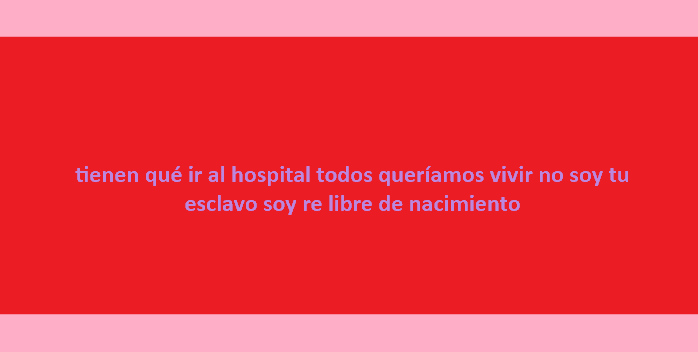 tienen qué ir al hospital todos queríamos vivir no soy tu
esclavo soy re libre de nacimiento